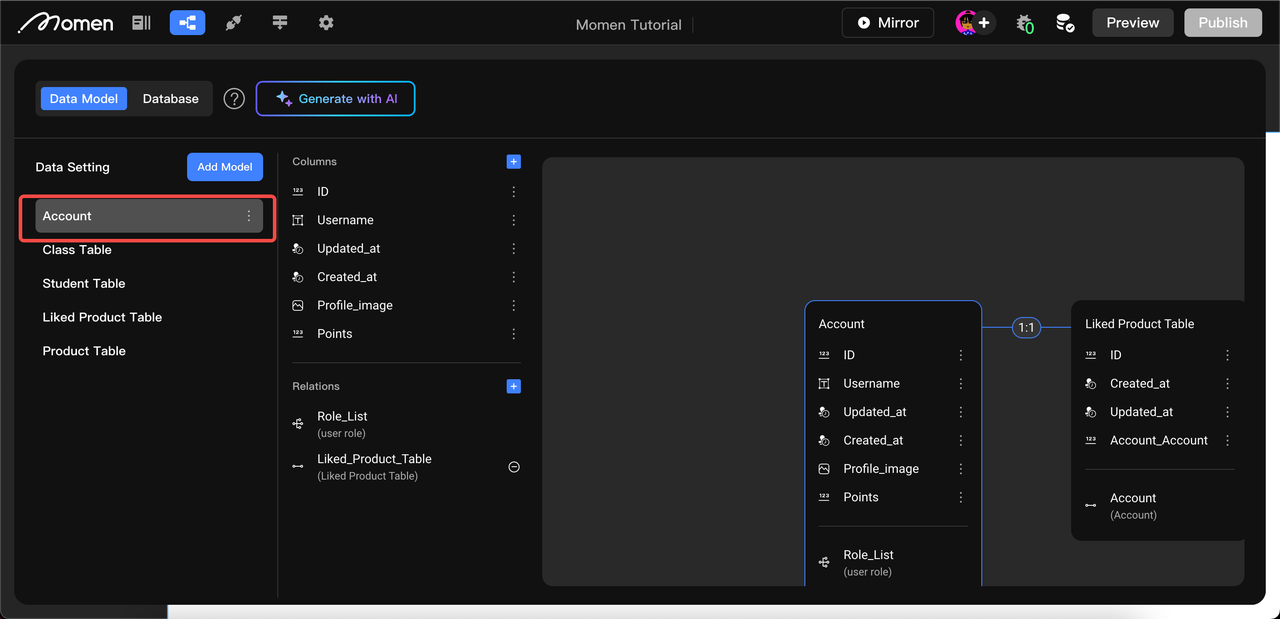 Momen
Momen Tutorial
Mirror
0
Preview
Publish
Data Model
Database
?
Generate with AI
Data Setting
Add Model
Account
Class Table
Student Table
Liked Product Table
Product Table
Columns
123 ID
Username
Updated_at
Created_at
Profile_image
123 Points
Relations
Role_List
(user role)
Liked_Product_Table
(Liked Product Table)
Account
123 ID
Username
Updated_at
Created_at
Profile_image
123 Points
Role_List
(user role)
1:1
Liked Product Table
123 ID
Created_at
Updated_at
123 Account_Account
Account
(Account)